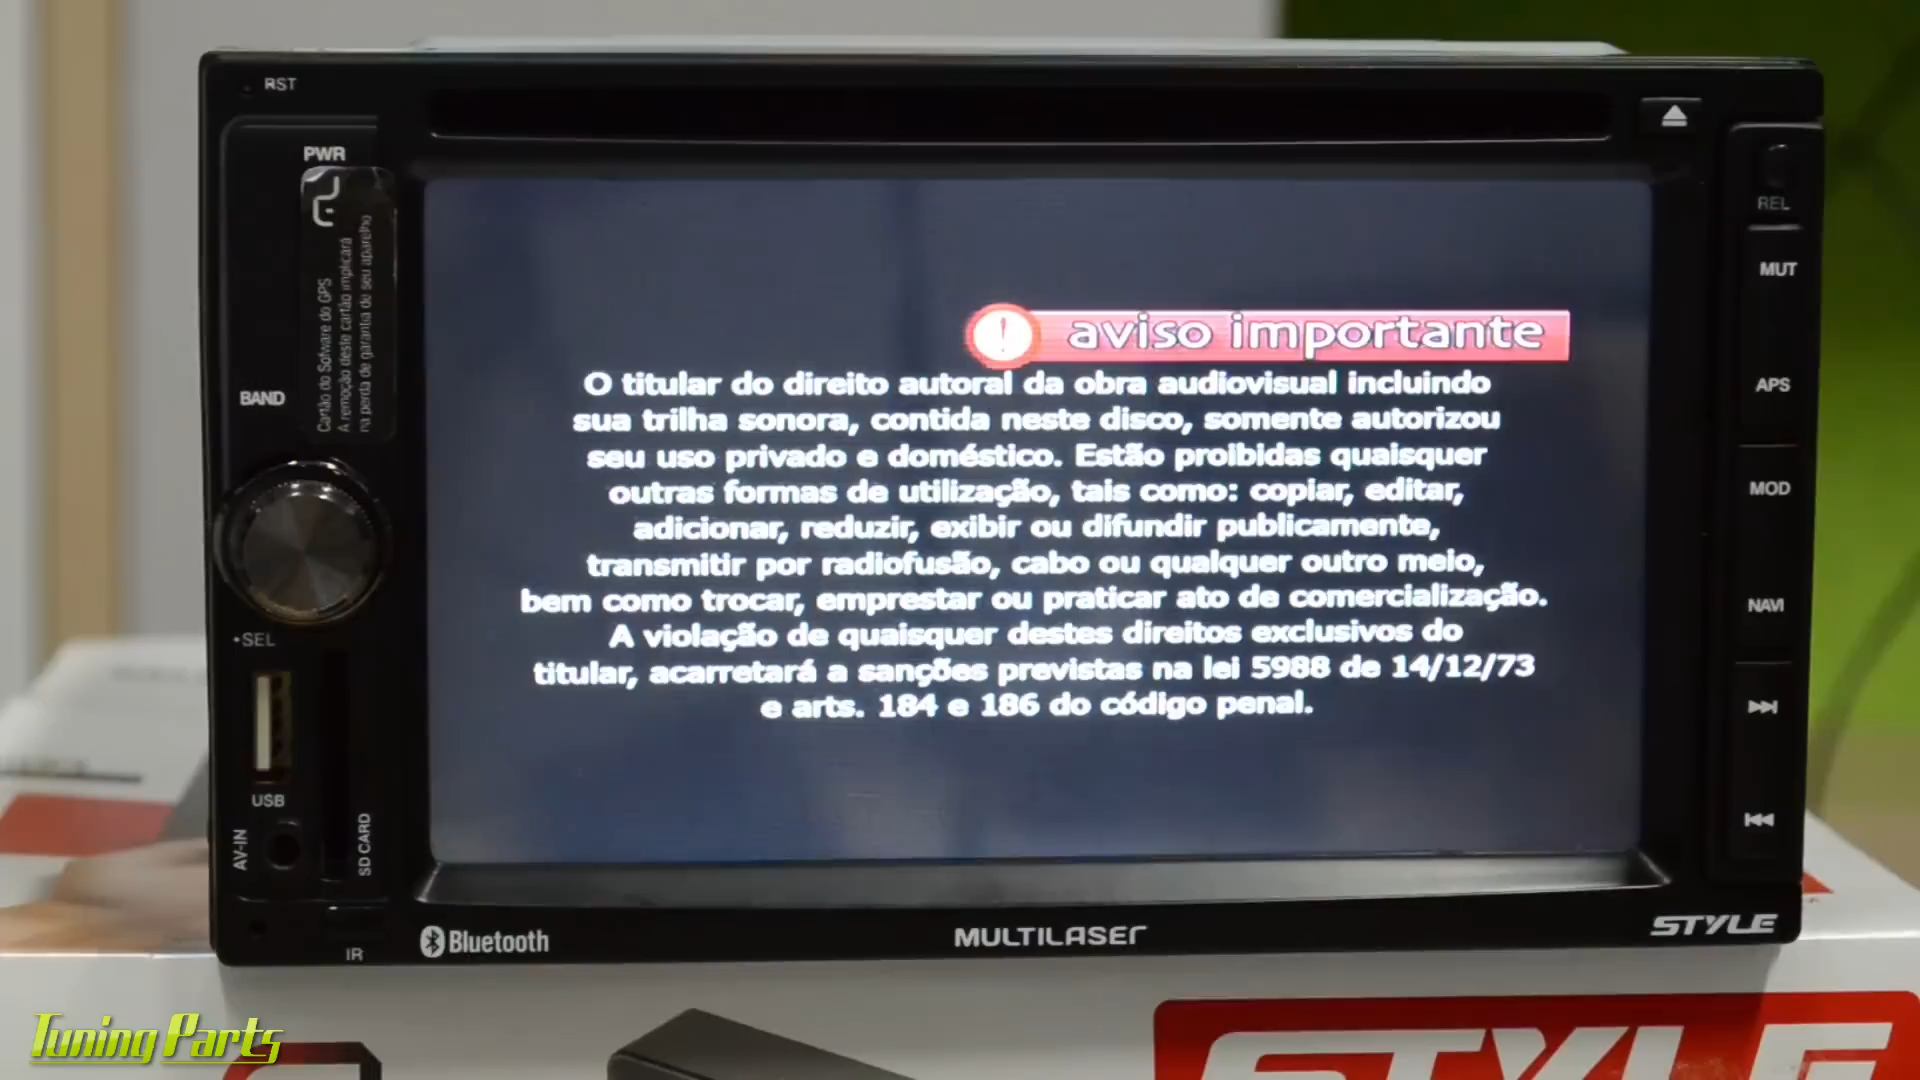 RST
PWR
Cartão do Sofware do GPS
A remoção deste cartão implicará
na perda de garantia de seu aparelho
BAND
•SEL
USB
AV-IN
SD CARD
IR
aviso importante
O titular do direito autoral da obra audiovisual incluindo
sua trilha sonora, contida neste disco, somente autorizou
seu uso privado e doméstico. Estão proibidas quaisquer
outras formas de utilização, tais como: copiar, editar,
adicionar, reduzir, exibir ou difundir publicamente,
transmitir por radiofusão, cabo ou qualquer outro meio,
bem como trocar, emprestar ou praticar ato de comercialização.
A violação de quaisquer destes direitos exclusivos do
titular, acarretará a sanções previstas na lei 5988 de 14/12/73
e arts. 184 e 186 do código penal.
REL
MUT
APS
MOD
NAVI
Bluetooth
MULTILASER
STYLE
Tuning Parts
STYLE